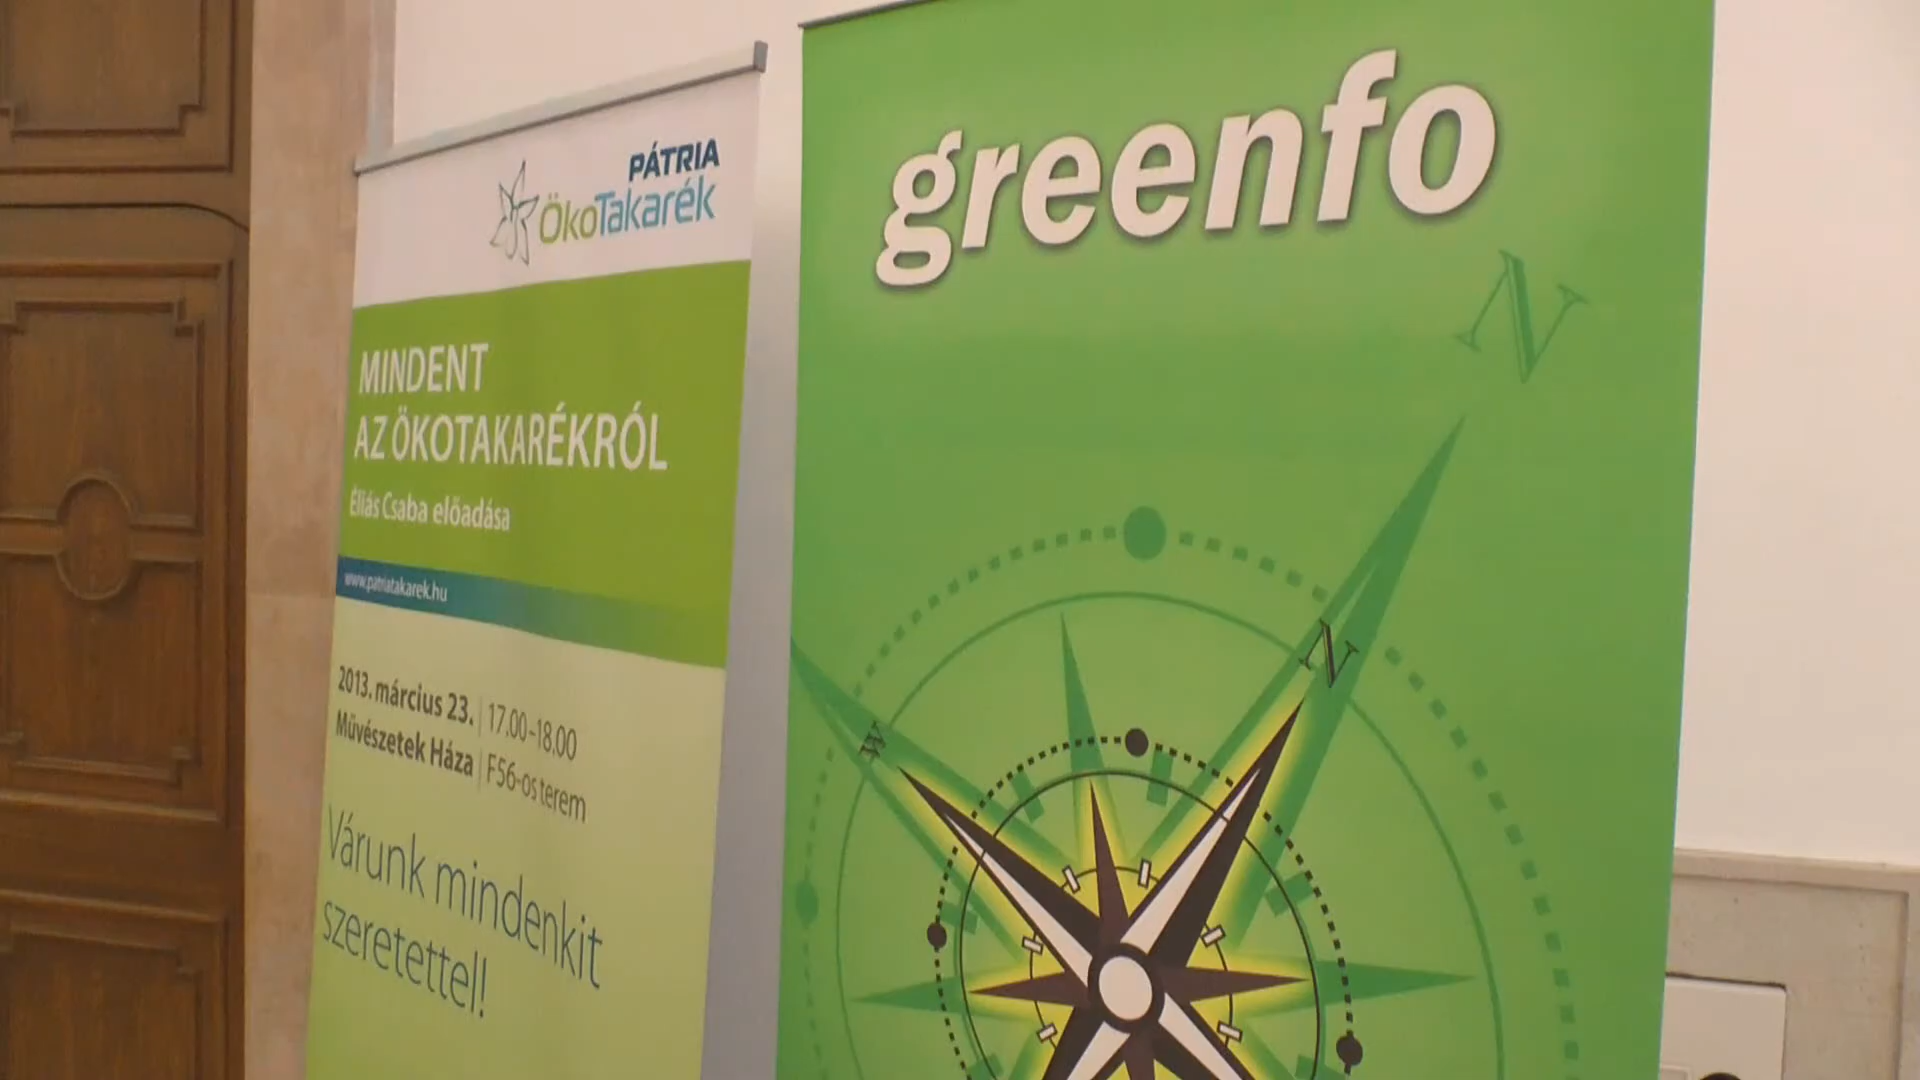 PÁTRIA
ÖkoTakarék
MINDENT
AZ ÖKOTAKARÉKRÓL
Éliás Csaba előadása
www.patriatakarek.hu
2013. március 23. | 17.00-18.00
Művészetek Háza | F56-os terem
Várunk mindenkit
szeretettel!
greenfo
N
N
W